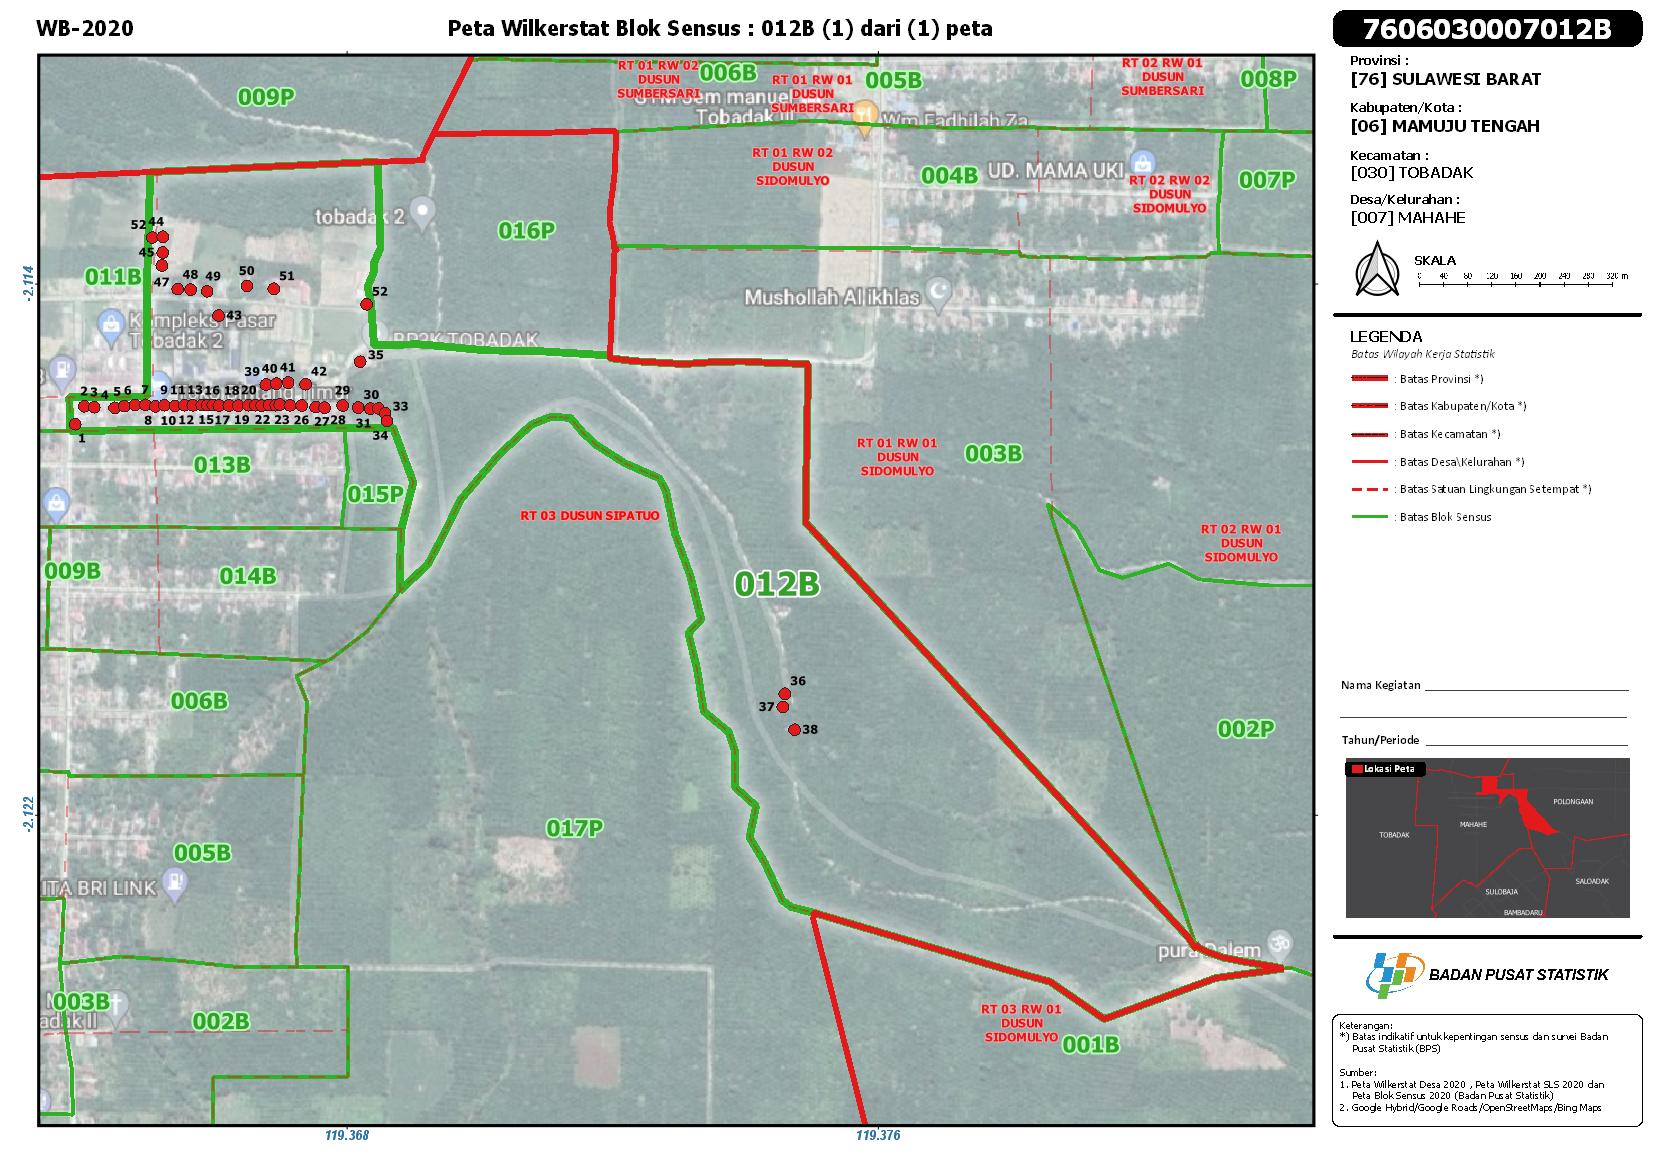 WB-2020
Peta Wilkerstat Blok Sensus : 012B (1) dari (1) peta
7606030007012B
Provinsi :
[76] SULAWESI BARAT
Kabupaten/Kota :
[06] MAMUJU TENGAH
Kecamatan :
[030] TOBADAK
Desa/Kelurahan :
[007] MAHAHE
SKALA
0 40 80 120 160 200 240 280 320 m
LEGENDA
Batas Wilayah Kerja Statistik
: Batas Provinsi *)
: Batas Kabupaten/Kota *)
: Batas Kecamatan *)
: Batas Desa\Kelurahan *)
: Batas Satuan Lingkungan Setempat *)
: Batas Blok Sensus
Nama Kegiatan
Tahun/Periode
Lokasi Peta
POLONGAAN
MAHAHE
TOBADAK
SALOADAK
SULOBAJA
BAMBADARU
BADAN PUSAT STATISTIK
Keterangan:
*) Batas indikatif untuk kepentingan sensus dan survei Badan
Pusat Statistik (BPS)
Sumber:
1. Peta Wilkerstat Desa 2020 , Peta Wilkerstat SLS 2020 dan
Peta Blok Sensus 2020 (Badan Pusat Statistik)
2. Google Hybrid/Google Roads/OpenStreetMaps/Bing Maps
009P
RT 01 RW 02
DUSUN
SUMBERSARI
006B
RT 01 RW 01
DUSUN
SUMBERSARI
005B
RT 02 RW 01
DUSUN
SUMBERSARI
008P
Tobadak III
Wm Fadhilah Za
RT 01 RW 02
DUSUN
SIDOMULYO
004B
UD. MAMA UKI
RT 02 RW 02
DUSUN
SIDOMULYO
007P
tobadak 2
016P
52 44
45
011B
47 48 49 50 51
52
43
Mushollah Al ikhlas
Kompleks Pasar
Tobadak 2
BP3K TOBADAK
35
39 40 41 42
2 3 4 5 6 7 9 11 13 16 18 20 29 30 33
1 8 10 12 15 17 19 22 23 26 27 28 31 34
013B
015P
RT 01 RW 01
DUSUN
SIDOMULYO
003B
RT 03 DUSUN SIPATUO
RT 02 RW 01
DUSUN
SIDOMULYO
009B
014B
012B
006B
36
37
38
002P
017P
005B
ITA BRI LINK
pura Dalem
003B
adak II
002B
RT 03 RW 01
DUSUN
SIDOMULYO
001B
-2.114
-2.122
119.368
119.376